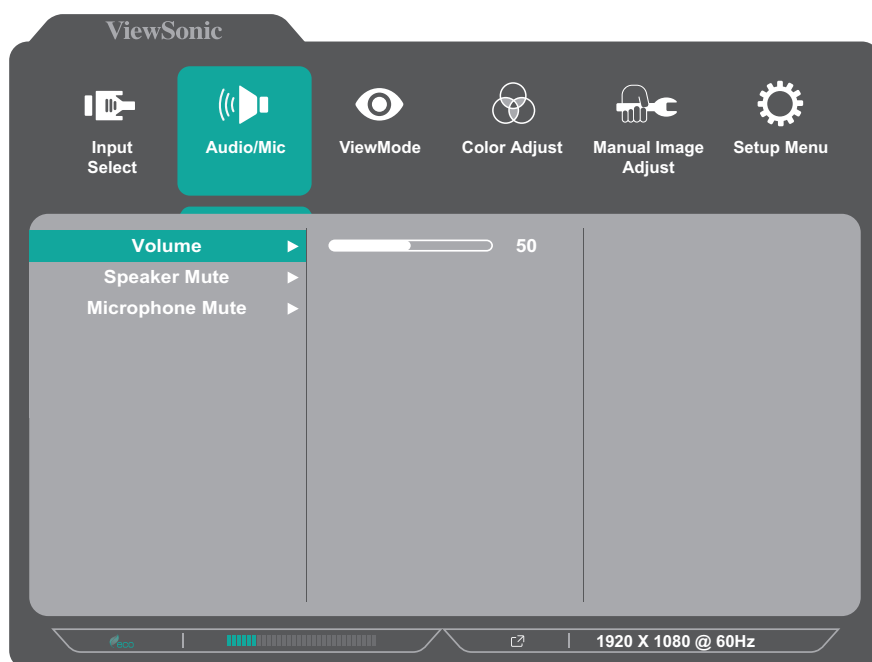 ViewSonic
Input
Select
Audio/Mic
ViewMode
Color Adjust
Manual Image
Adjust
Setup Menu
Volume
50
Speaker Mute
Microphone Mute
eco
1920 X 1080 @ 60Hz